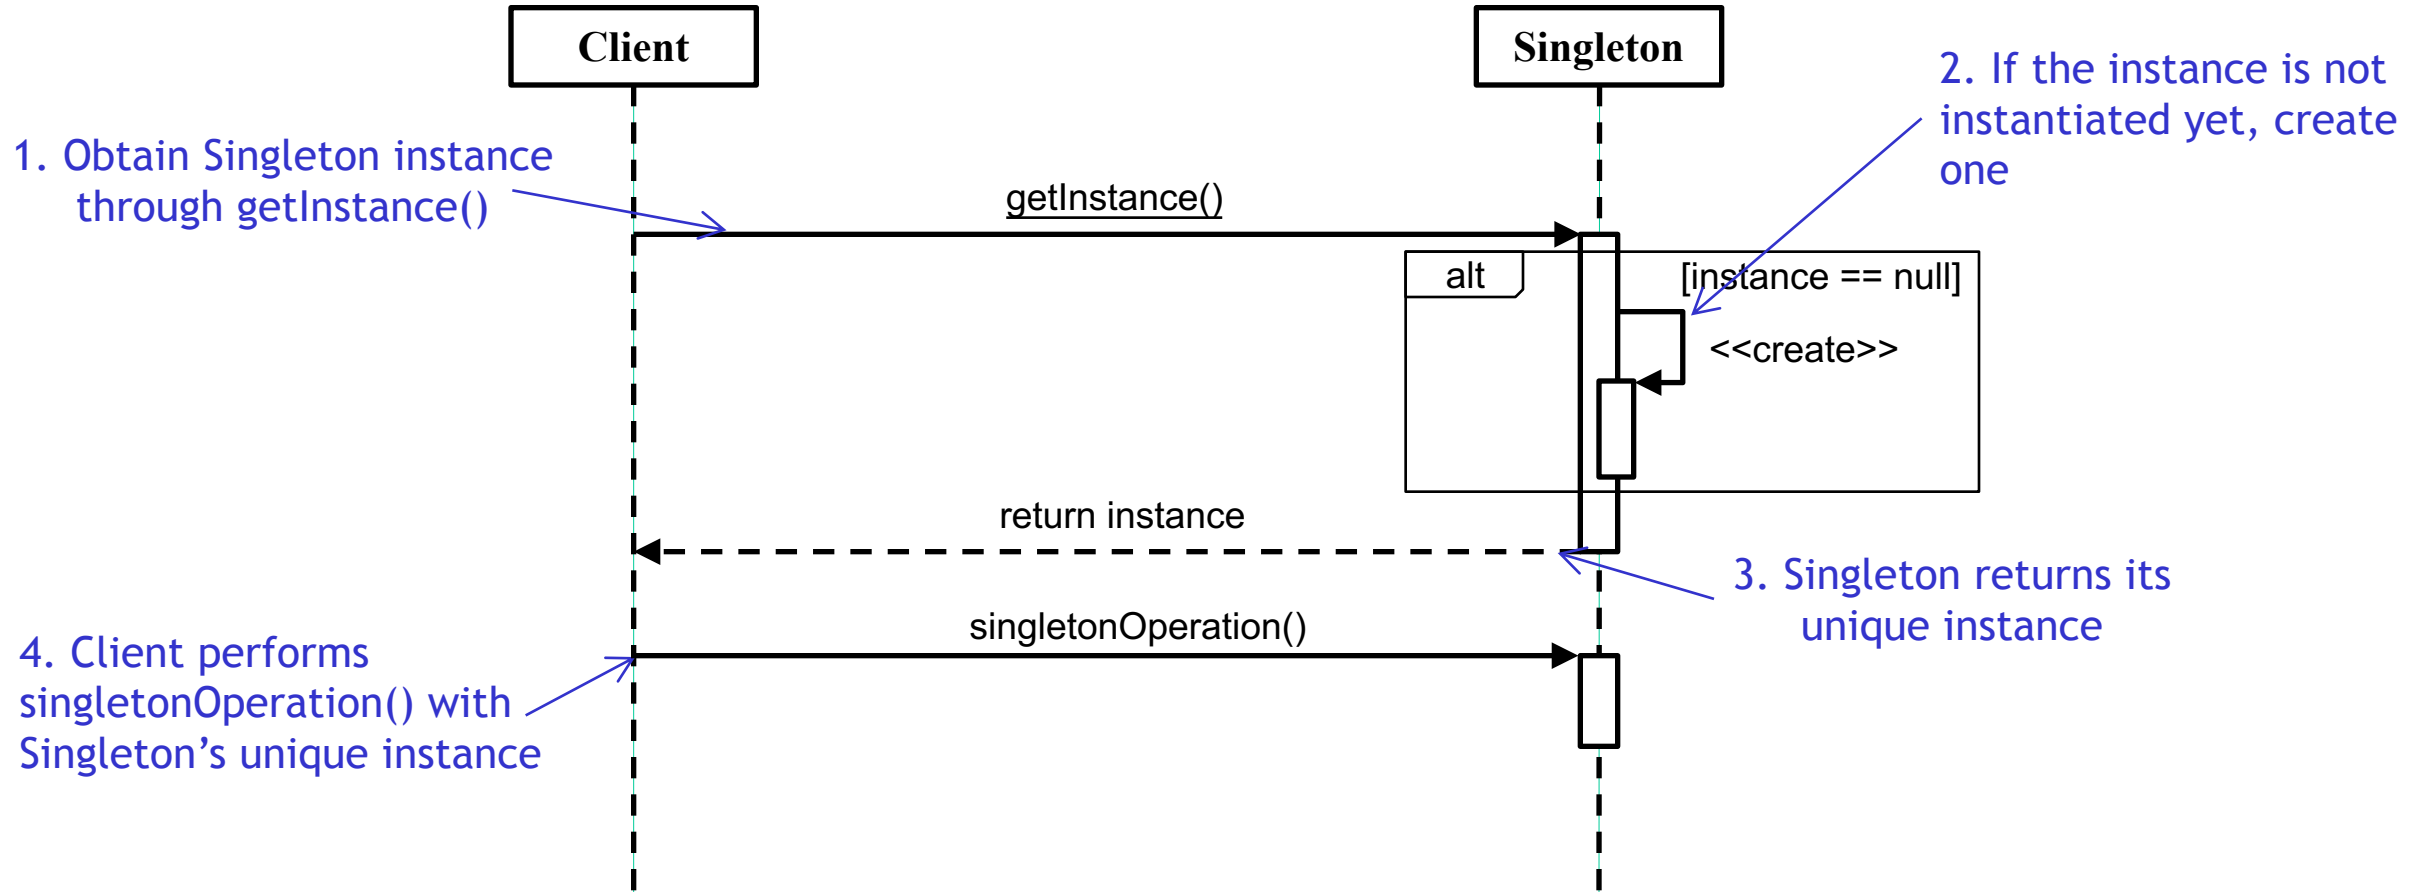 Client
Singleton
2. If the instance is not
instantiated yet, create
one
1. Obtain Singleton instance
through getInstance()
getInstance()
alt
[instance == null]
<<create>>
return instance
3. Singleton returns its
unique instance
singletonOperation()
4. Client performs
singletonOperation() with
Singleton’s unique instance